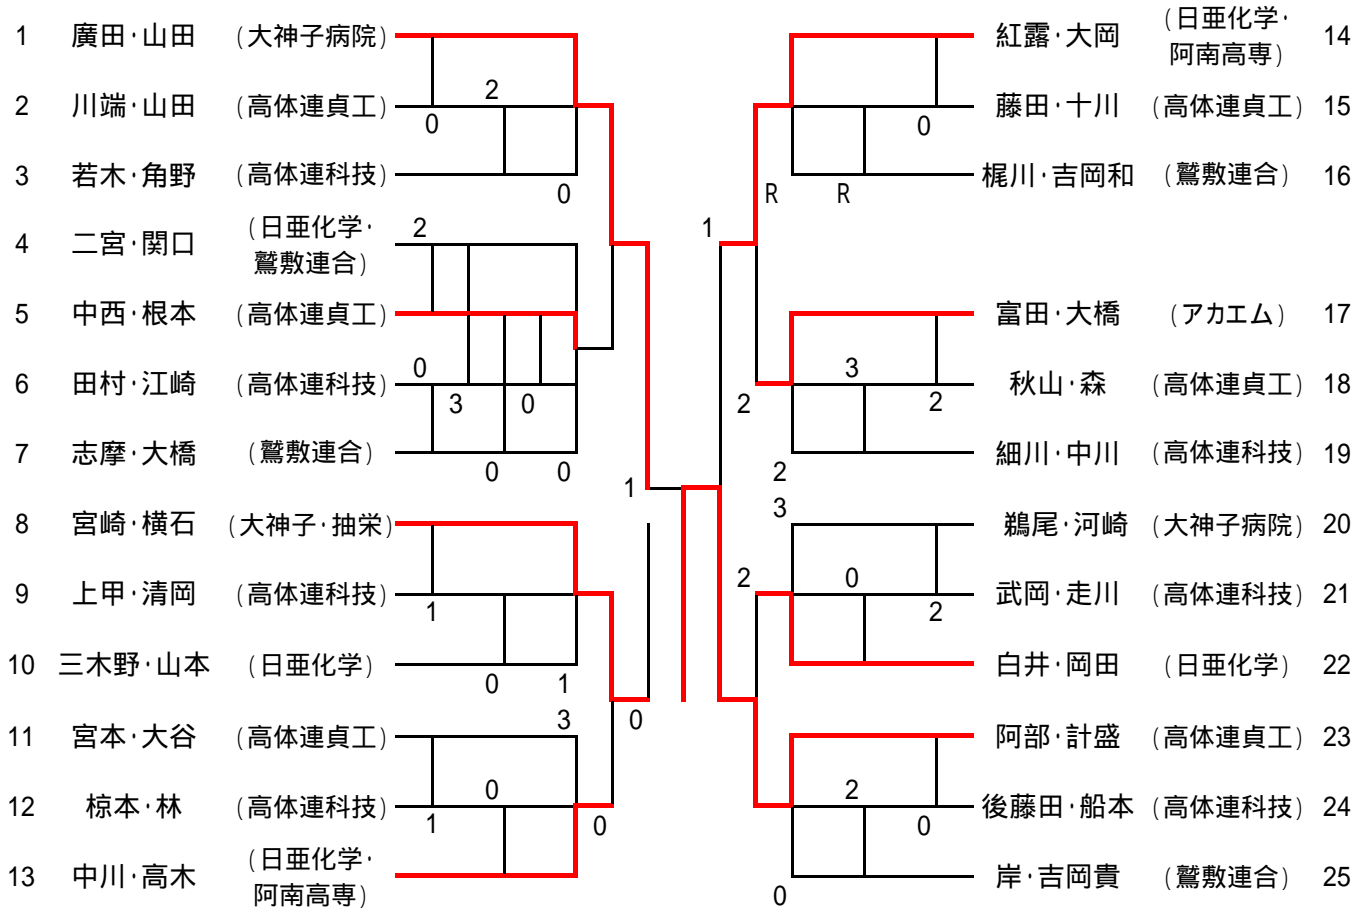 1 廣田・山田 (大神子病院)
2 川端・山田 (高体連貞工)
3 若木・角野 (高体連科技)
4 二宮・関口 (日亜化学・
鷲敷連合)
5 中西・根本 (高体連貞工)
6 田村・江崎 (高体連科技)
7 志摩・大橋 (鷲敷連合)
8 宮崎・横石 (大神子・抽栄)
9 上甲・清岡 (高体連科技)
10 三木野・山本 (日亜化学)
11 宮本・大谷 (高体連貞工)
12 椋本・林 (高体連科技)
13 中川・高木 (日亜化学・
阿南高専)
2
0
0
2
0
3 0
0 0
1
1
0 1
3
0
0
1 0
1
紅露・大岡 (日亜化学・
阿南高専) 14
藤田・十川 (高体連貞工) 15
梶川・吉岡和 (鷲敷連合) 16
富田・大橋 (アカエム) 17
秋山・森 (高体連貞工) 18
細川・中川 (高体連科技) 19
鵜尾・河崎 (大神子病院) 20
武岡・走川 (高体連科技) 21
白井・岡田 (日亜化学) 22
阿部・計盛 (高体連貞工) 23
後藤田・船本 (高体連科技) 24
岸・吉岡貴 (鷲敷連合) 25
0
R R
1
3
2 2
2
3
2 0
2
2
0
0